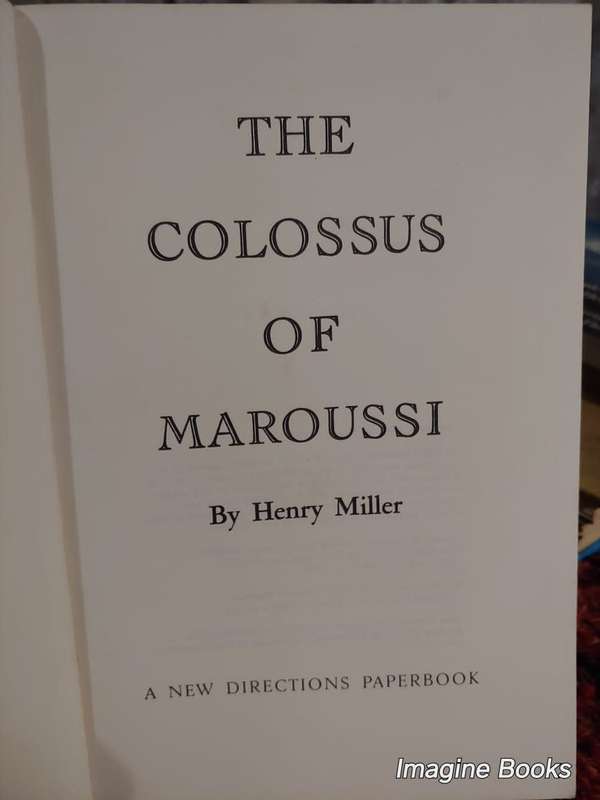 THE
COLOSSUS
OF
MAROUSSI
By Henry Miller
A NEW DIRECTIONS PAPERBOOK
Imagine Books